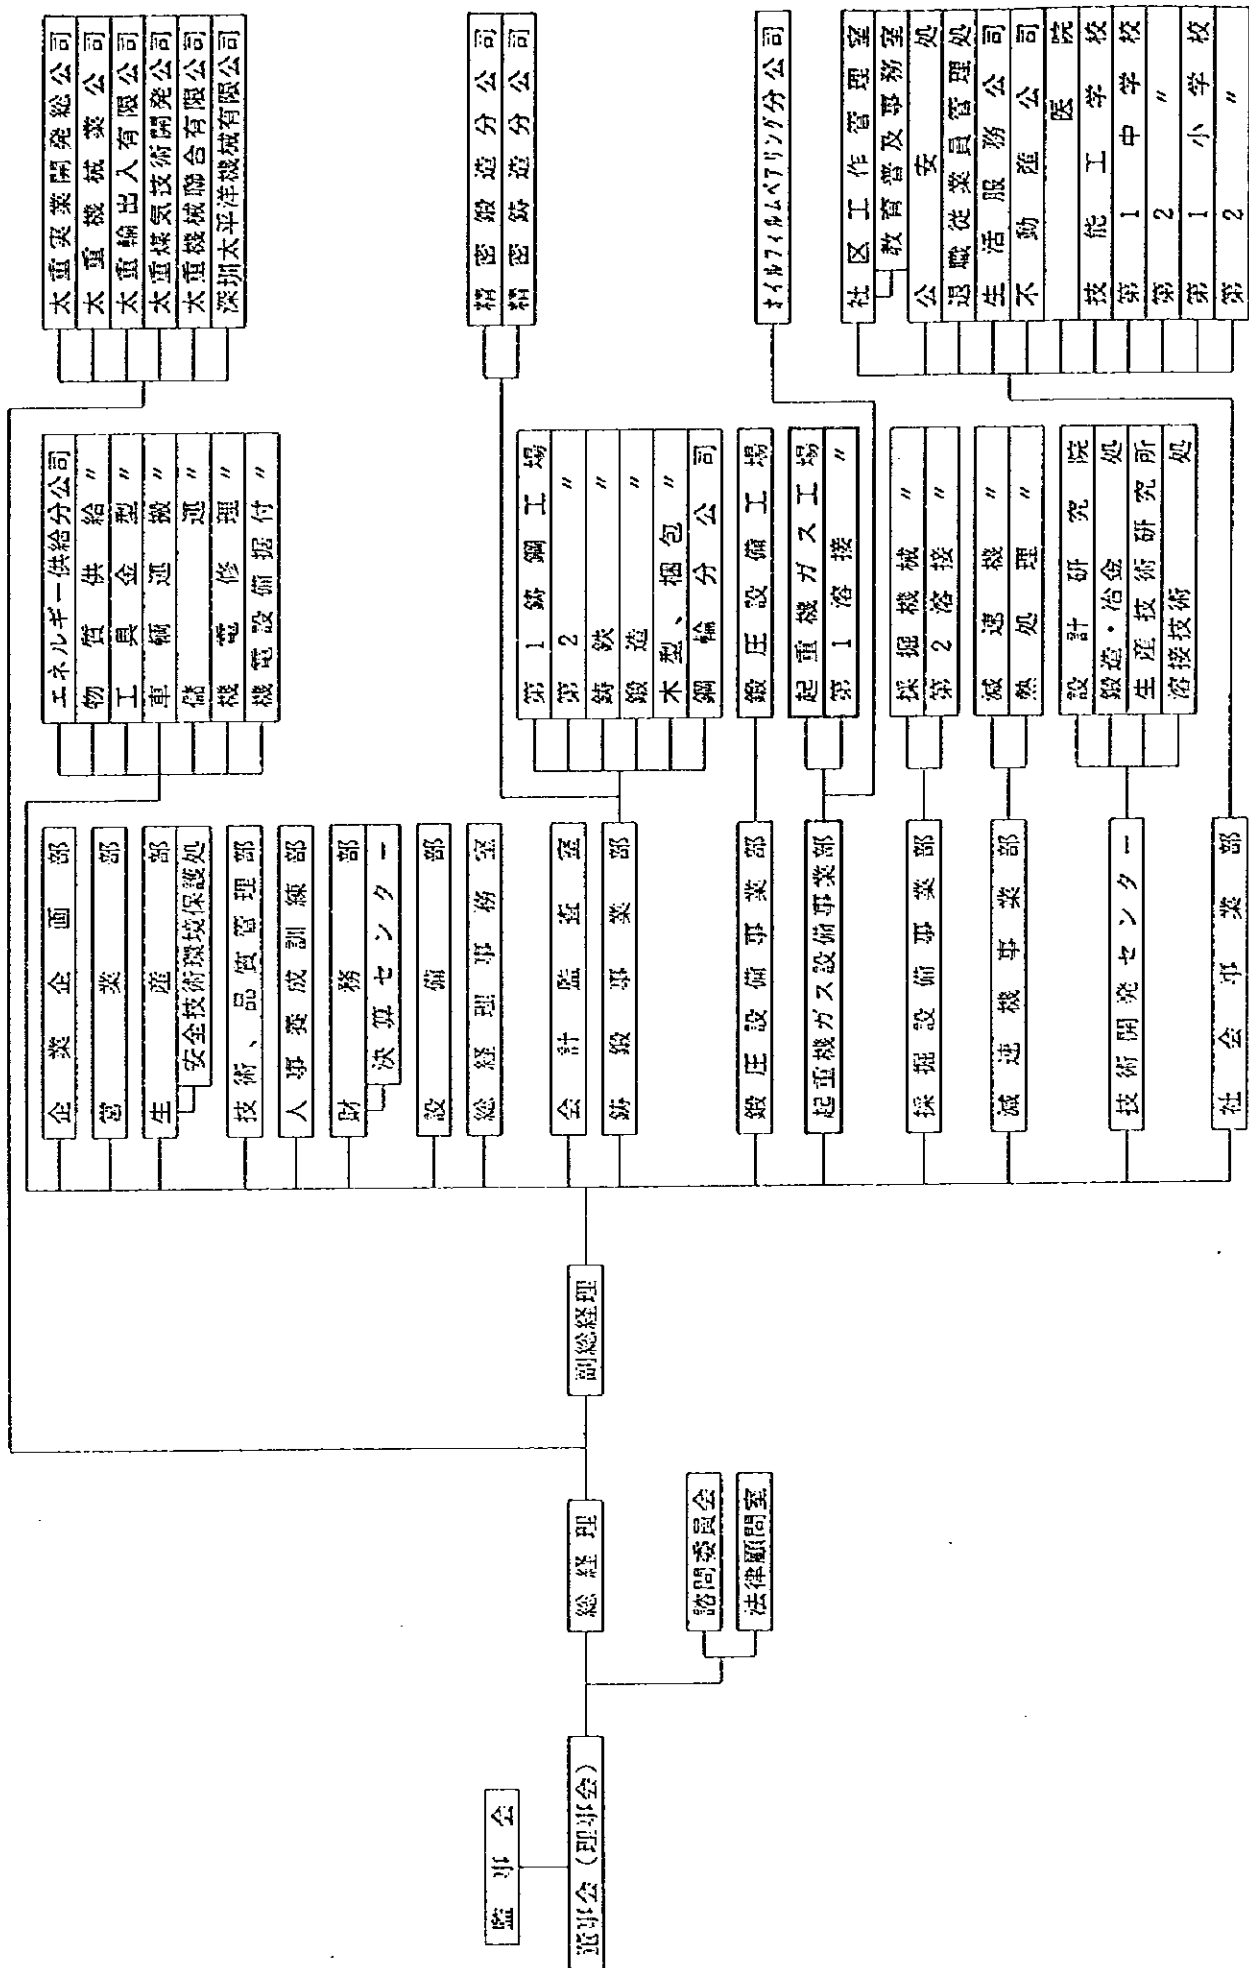 監事会
董事会(理事会)
総経理
諮問委員会
法律顧問室
副総経理
企業企画部
営業部
生産部
安全技術環境保護処
技術、品質管理部
人事養成訓練部
財務部
決算センター
設備部
総経理事務室
会計監査室
鋳鍛事業部
鍛圧設備事業部
起重機ガス設備事業部
採掘設備事業部
減速機事業部
技術開発センター
社会事業部
エネルギー供給分公司
物質供給〃
工具金型〃
車輌運搬〃
儲運〃
機電修理〃
機電設備据付〃
第1鋳鋼工場
第2〃
鋳鉄〃
鍛造〃
木型、梱包〃
鋼輪分公司
鍛圧設備工場
起重機ガス工場
第1溶接〃
採掘機械〃
第2溶接〃
減速機〃
熱処理〃
設計研究院
鍛造・冶金処
生産技術研究所
溶接技術処
太重実業開発総公司
太重機械業公司
太重輸出入有限公司
太重煤気技術開発公司
太重機械聯合有限公司
深圳太平洋機械有限公司
精密鍛造分公司
精密鋳造分公司
オイルフィルムベアリング分公司
社区工作管理室
教育普及事務室
公安処
退職従業員管理処
生活服務公司
不動産公司
医院
技能工学校
第1中学校
第2〃
第1小学校
第2〃